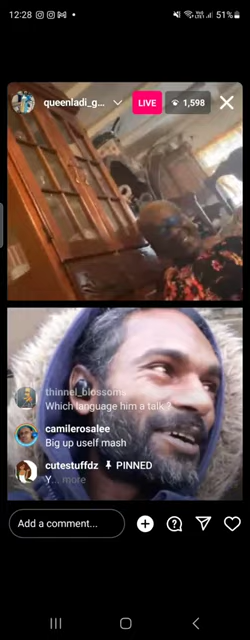 12:28
51%
queenladi_g...
LIVE
1,598
thinnel_blossoms
Which language him a talk?
camilerosalee
Big up uself mash
cutestuffdz PINNED
Y... more
Add a comment...